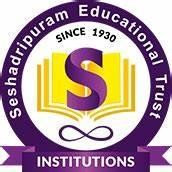 Seshadripuram Educational Trust
SINCE 1930
S
INSTITUTIONS